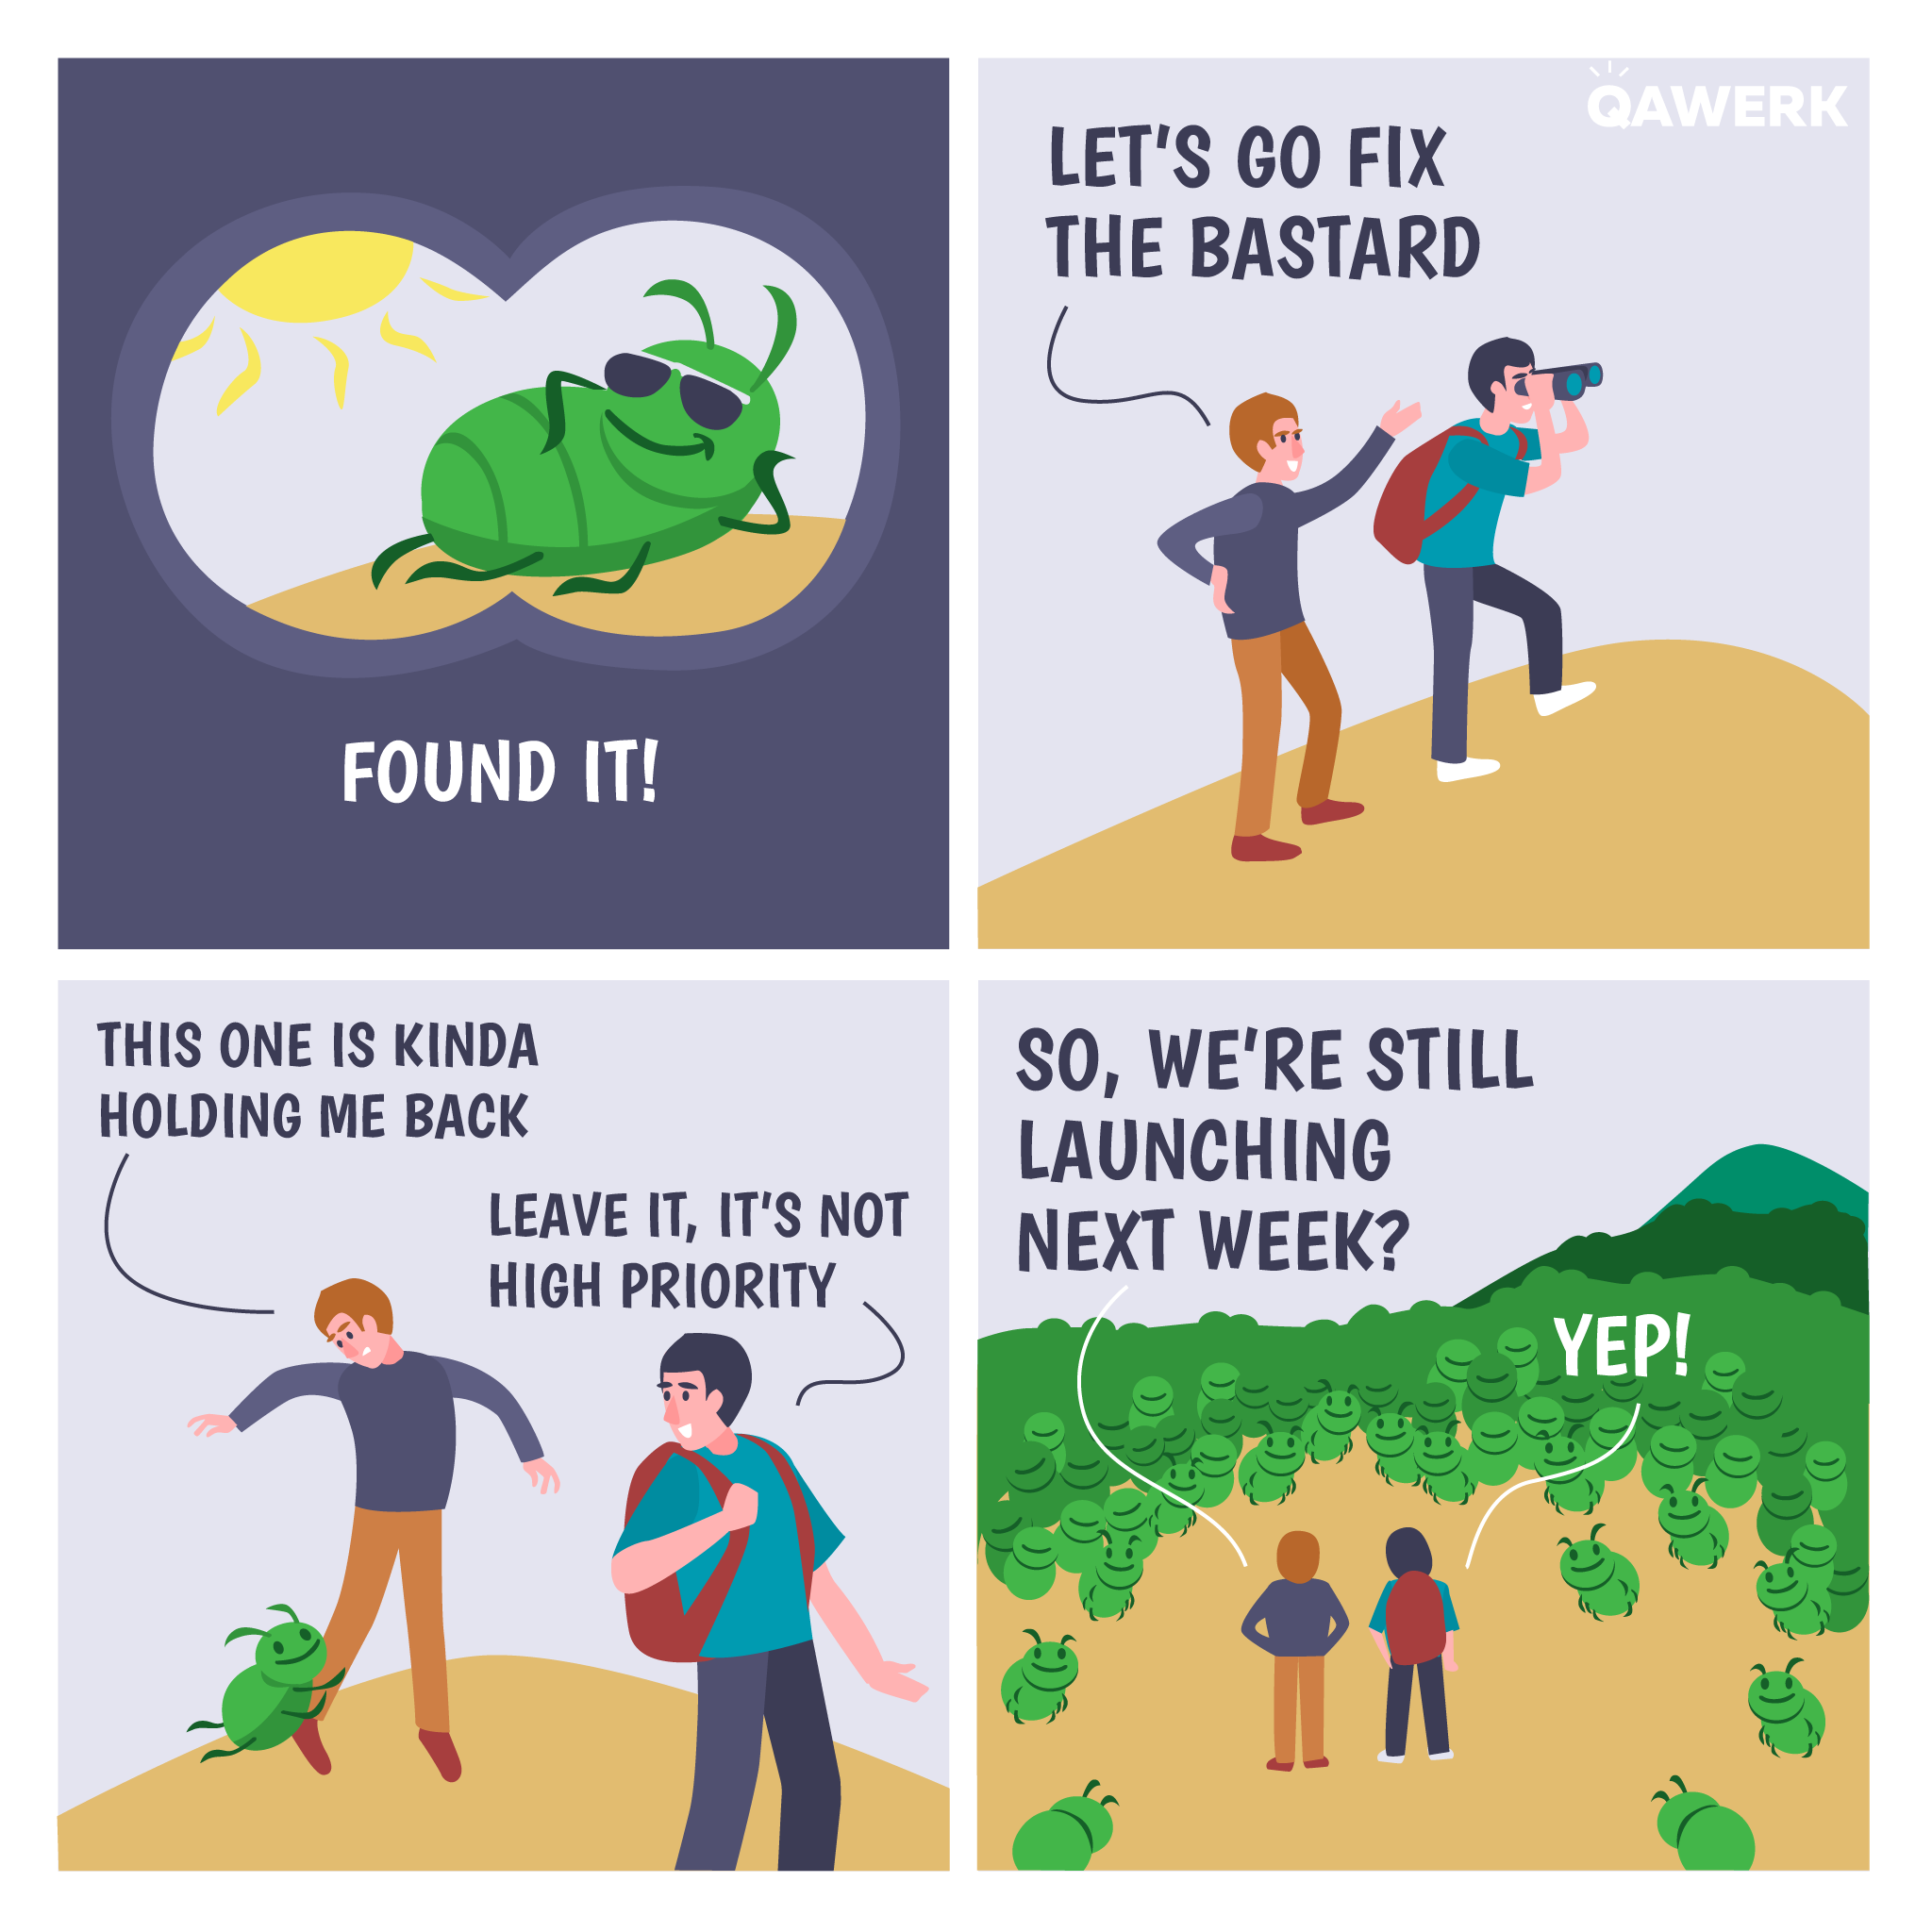 FOUND IT!
QAWERK
LET'S GO FIX
THE BASTARD
THIS ONE IS KINDA
HOLDING ME BACK
LEAVE IT, IT'S NOT
HIGH PRIORITY
SO, WE'RE STILL
LAUNCHING
NEXT WEEK?
YEP!